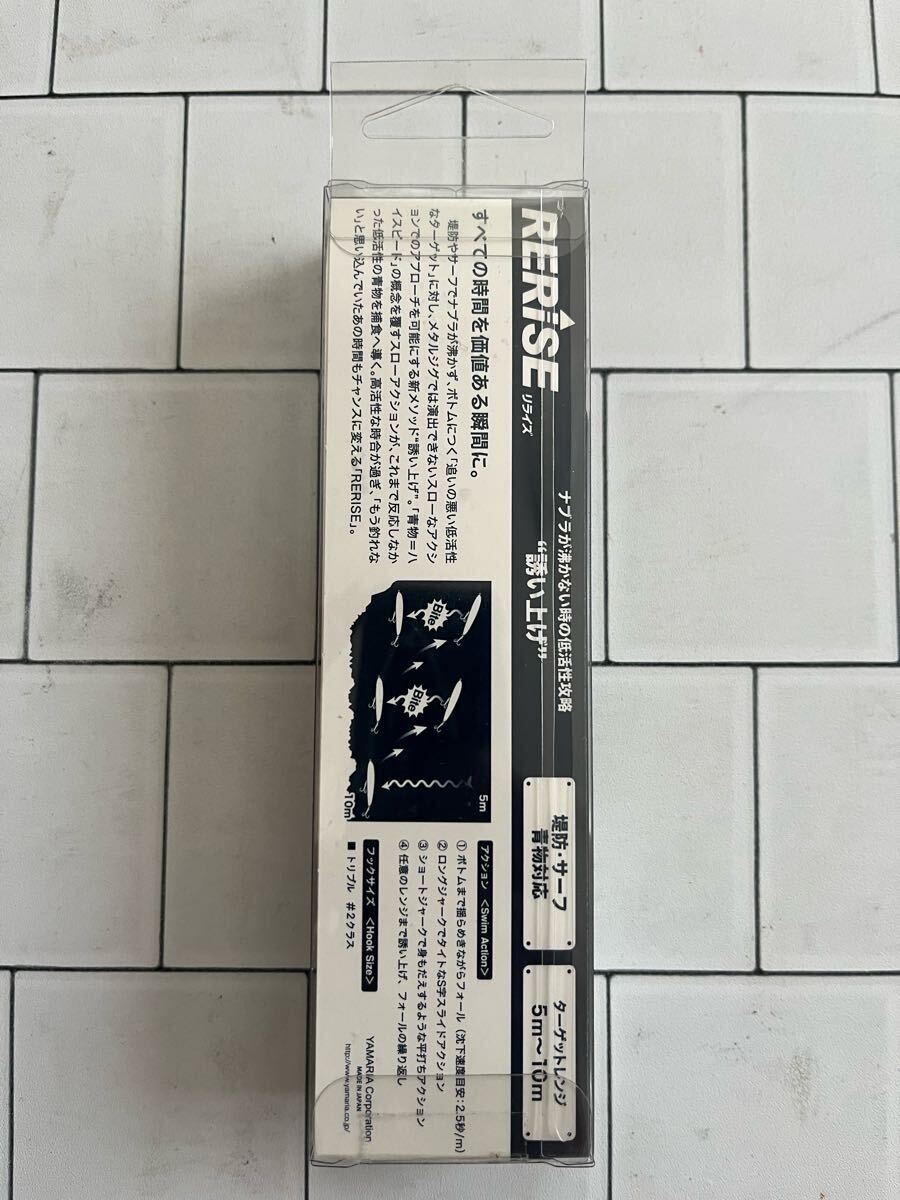 RERiSE リライズ
ナブラが沸かない時の低活性攻略
“誘い上げ”
堤防・サーフ
青物対応
ターゲットレンジ
5m〜10m
すべての時間を価値ある瞬間に。
堤防やサーフでナブラが沸かず、ボトムにつく「追いの悪い低活性
なターゲット」に対し、メタルジグでは演出できないスローなアクシ
ョンでのアプローチを可能にする新メソッド“誘い上げ”。「青物＝ハ
イスピード」の概念を覆すスローアクションが、これまで反応しなか
った低活性の青物を捕食へ導く。高活性な時合が過ぎ、「もう釣れな
い」と思い込んでいたあの時間もチャンスに変える「RERISE」。
Bite
Bite
5m
10m
アクション <Swim Action>
① ボトムまで揺らめきながらフォール（沈下速度目安：2.5秒/m）
② ロングジャークでタイトなS字スライドアクション
③ ショートジャークで身もだえするような平打ちアクション
④ 任意のレンジまで誘い上げ、フォールの繰り返し
フックサイズ <Hook Size>
■ トリプル ＃2クラス
YAMARIA Corporation
MADE IN JAPAN
http://www.yamaria.co.jp/